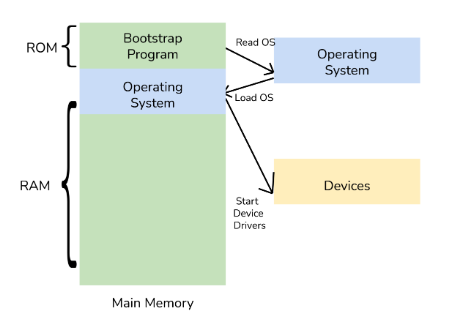 ROM
Bootstrap
Program
Read OS
Operating
System
Operating
System
Load OS
RAM
Devices
Start
Device
Drivers
Main Memory